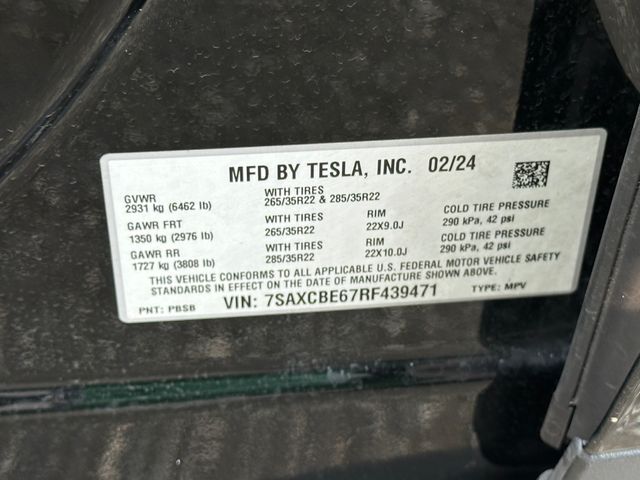 MFD BY TESLA, INC. 02/24
GVWR WITH TIRES
2931 kg (6462 lb) 265/35R22 & 285/35R22
GAWR FRT WITH TIRES RIM COLD TIRE PRESSURE
1350 kg (2976 lb) 265/35R22 22X9.0J 290 kPa, 42 psi
GAWR RR WITH TIRES RIM COLD TIRE PRESSURE
1727 kg (3808 lb) 285/35R22 22X10.0J 290 kPa, 42 psi
THIS VEHICLE CONFORMS TO ALL APPLICABLE U.S. FEDERAL MOTOR VEHICLE SAFETY
STANDARDS IN EFFECT ON THE DATE OF MANUFACTURE SHOWN ABOVE.
PNT: PBSB VIN: 7SAXCBE67RF439471 TYPE: MPV